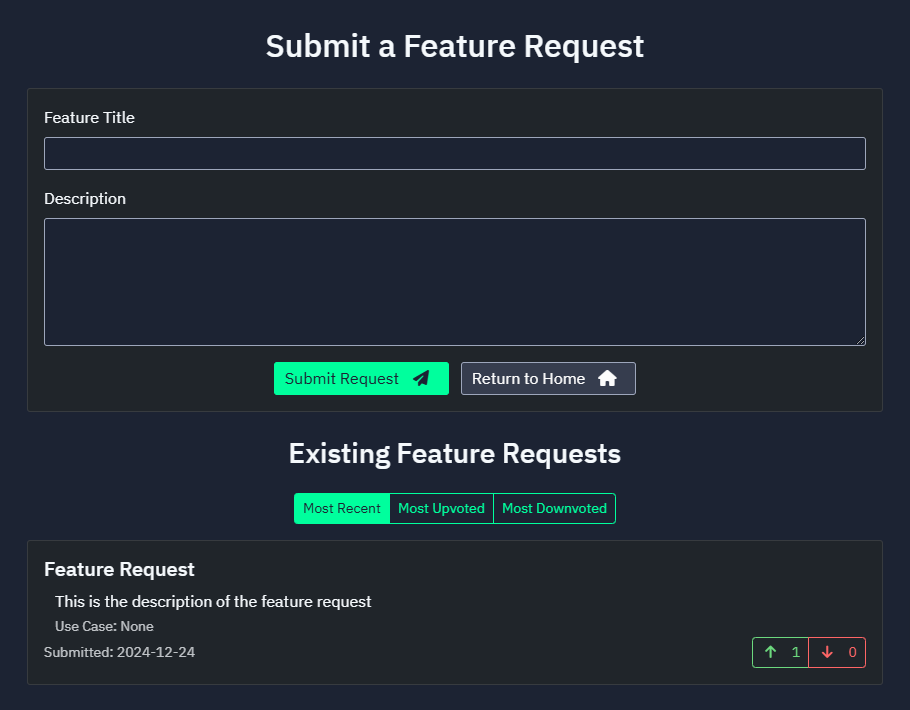 Submit a Feature Request
Feature Title
Description
Submit Request
Return to Home
Existing Feature Requests
Most Recent Most Upvoted Most Downvoted
Feature Request
This is the description of the feature request
Use Case: None
Submitted: 2024-12-24
1 0